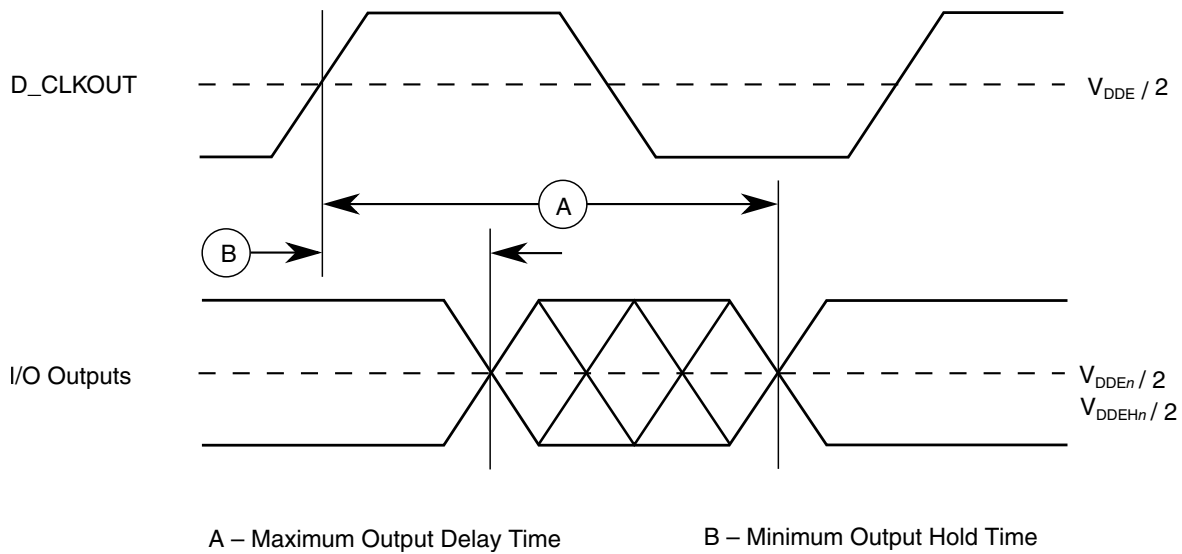 D_CLKOUT
V_DDE / 2
A
B
I/O Outputs
V_DDEn / 2
V_DDEHn / 2
A – Maximum Output Delay Time
B – Minimum Output Hold Time